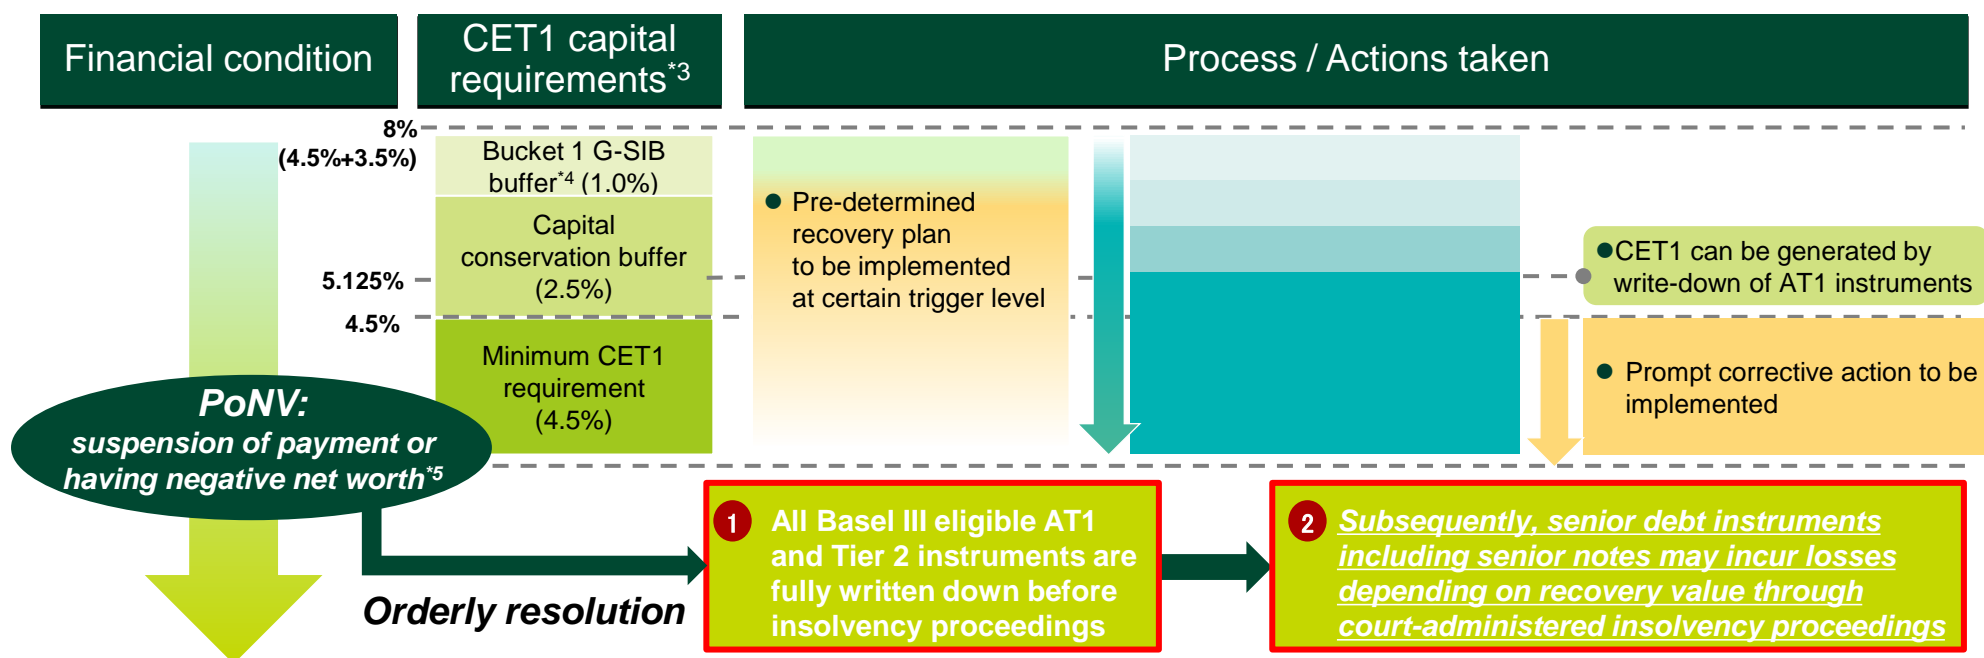 Financial condition
CET1 capital
requirements*3
Process / Actions taken
8%
(4.5%+3.5%)
Bucket 1 G-SIB
buffer*4 (1.0%)
Capital
conservation buffer
(2.5%)
5.125%
4.5%
Minimum CET1
requirement
(4.5%)
● Pre-determined
recovery plan
to be implemented
at certain trigger level
●CET1 can be generated by
write-down of AT1 instruments
● Prompt corrective action to be
implemented
PoNV:
suspension of payment or
having negative net worth*5
Orderly resolution
1 All Basel III eligible AT1
and Tier 2 instruments are
fully written down before
insolvency proceedings
2 Subsequently, senior debt instruments
including senior notes may incur losses
depending on recovery value through
court-administered insolvency proceedings